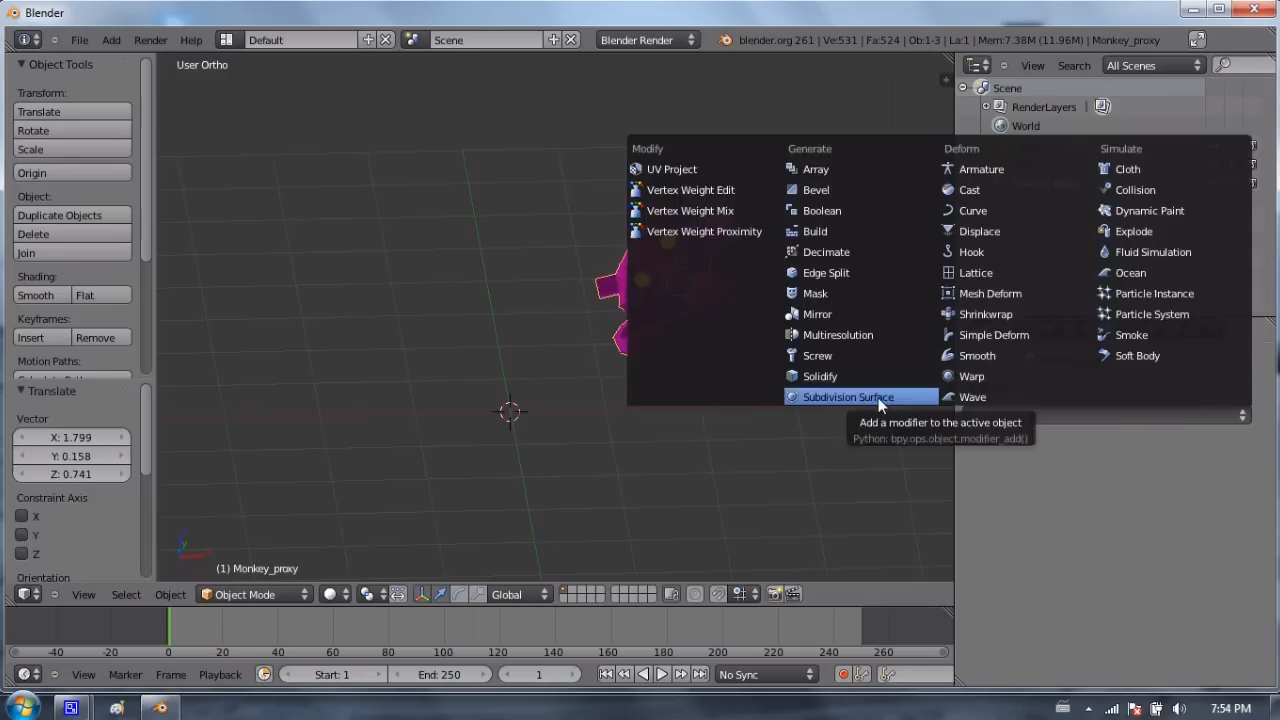 Blender
File Add Render Help Default Scene Blender Render blender.org 261 | Ve:531 | Fa:524 | Ob:1-3 | La:1 | Mem:7.38M (11.96M) | Monkey_proxy
Object Tools
Transform:
Translate
Rotate
Scale
Origin
Object:
Duplicate Objects
Delete
Join
Shading:
Smooth Flat
Keyframes:
Insert Remove
Motion Paths:
Translate
Vector
X: 1.799
Y: 0.158
Z: 0.741
Constraint Axis
X
Y
Z
Orientation
User Ortho
(1) Monkey_proxy
View Search All Scenes
Scene
RenderLayers |
World
Modify
UV Project
Vertex Weight Edit
Vertex Weight Mix
Vertex Weight Proximity
Generate
Array
Bevel
Boolean
Build
Decimate
Edge Split
Mask
Mirror
Multiresolution
Screw
Solidify
Subdivision Surface
Deform
Armature
Cast
Curve
Displace
Hook
Lattice
Mesh Deform
Shrinkwrap
Simple Deform
Smooth
Warp
Wave
Simulate
Cloth
Collision
Dynamic Paint
Explode
Fluid Simulation
Ocean
Particle Instance
Particle System
Smoke
Soft Body
Add a modifier to the active object
Python: bpy.ops.object.modifier_add()
View Select Object Object Mode Global
-40 -20 0 20 40 60 80 100 120 140 160 180 200 220 240 260
View Marker Frame Playback Start: 1 End: 250 1 No Sync
7:54 PM